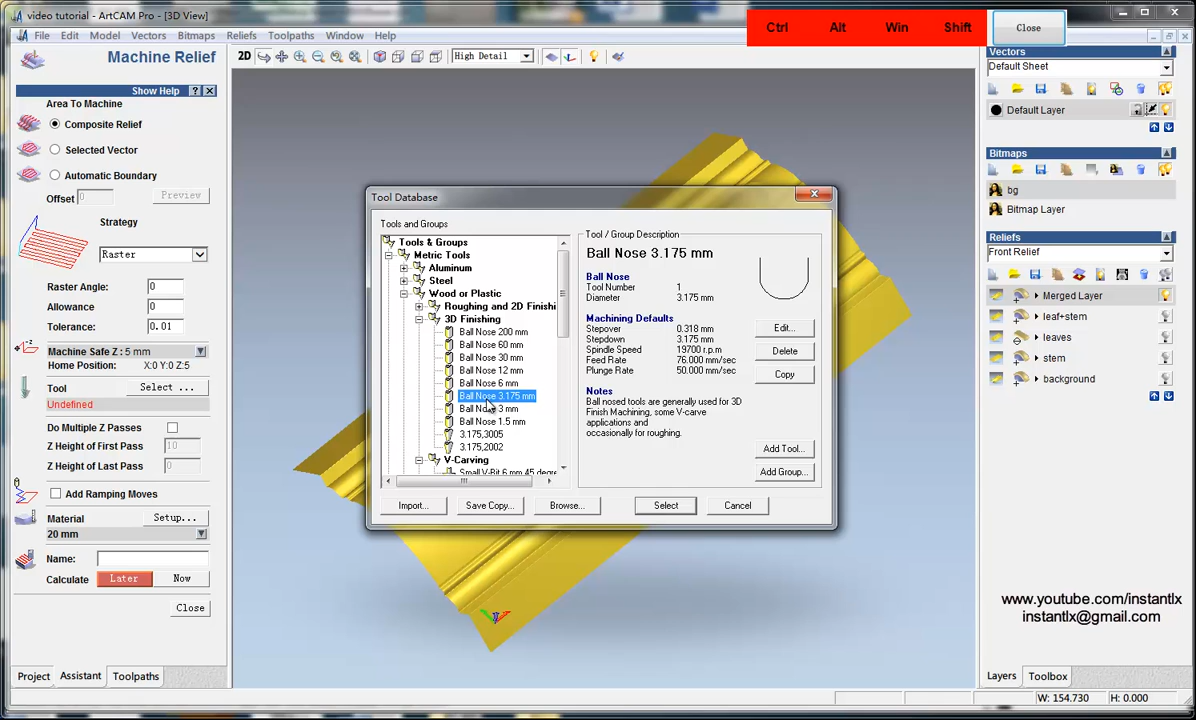 video tutorial - ArtCAM Pro - [3D View]
Ctrl Alt Win Shift Close
File Edit Model Vectors Bitmaps Reliefs Toolpaths Window Help
Machine Relief
Show Help ?
Area To Machine
Composite Relief
Selected Vector
Automatic Boundary
Offset 0 Preview
Strategy
Raster
Raster Angle: 0
Allowance 0
Tolerance: 0.01
Machine Safe Z : 5 mm
Home Position: X:0 Y:0 Z:5
Tool Select ...
Undefined
Do Multiple Z Passes
Z Height of First Pass 10
Z Height of Last Pass 0
Add Ramping Moves
Material Setup...
20 mm
Name:
Calculate Later Now
Close
Project Assistant Toolpaths
2D High Detail
Tool Database
Tools and Groups
Tools & Groups
Metric Tools
Aluminum
Steel
Wood or Plastic
Roughing and 2D Finishi
3D Finishing
Ball Nose 200 mm
Ball Nose 60 mm
Ball Nose 30 mm
Ball Nose 12 mm
Ball Nose 6 mm
Ball Nose 3.175 mm
Ball Nose 3 mm
Ball Nose 1.5 mm
3.175,3005
3.175,2002
V-Carving
Small V-Bit 6 mm 45 degre
Tool / Group Description
Ball Nose 3.175 mm
Ball Nose
Tool Number 1
Diameter 3.175 mm
Machining Defaults
Stepover 0.318 mm
Stepdown 3.175 mm
Spindle Speed 19700 r.p.m
Feed Rate 76.000 mm/sec
Plunge Rate 50.000 mm/sec
Notes
Ball nosed tools are generally used for 3D
Finish Machining, some V-carve
applications and
occasionally for roughing.
Edit...
Delete
Copy
Add Tool...
Add Group...
Import... Save Copy... Browse... Select Cancel
Vectors
Default Sheet
Default Layer
Bitmaps
bg
Bitmap Layer
Reliefs
Front Relief
Merged Layer
leaf+stem
leaves
stem
background
www.youtube.com/instantlx
instantlx@gmail.com
Layers Toolbox
W: 154.730 H: 0.000